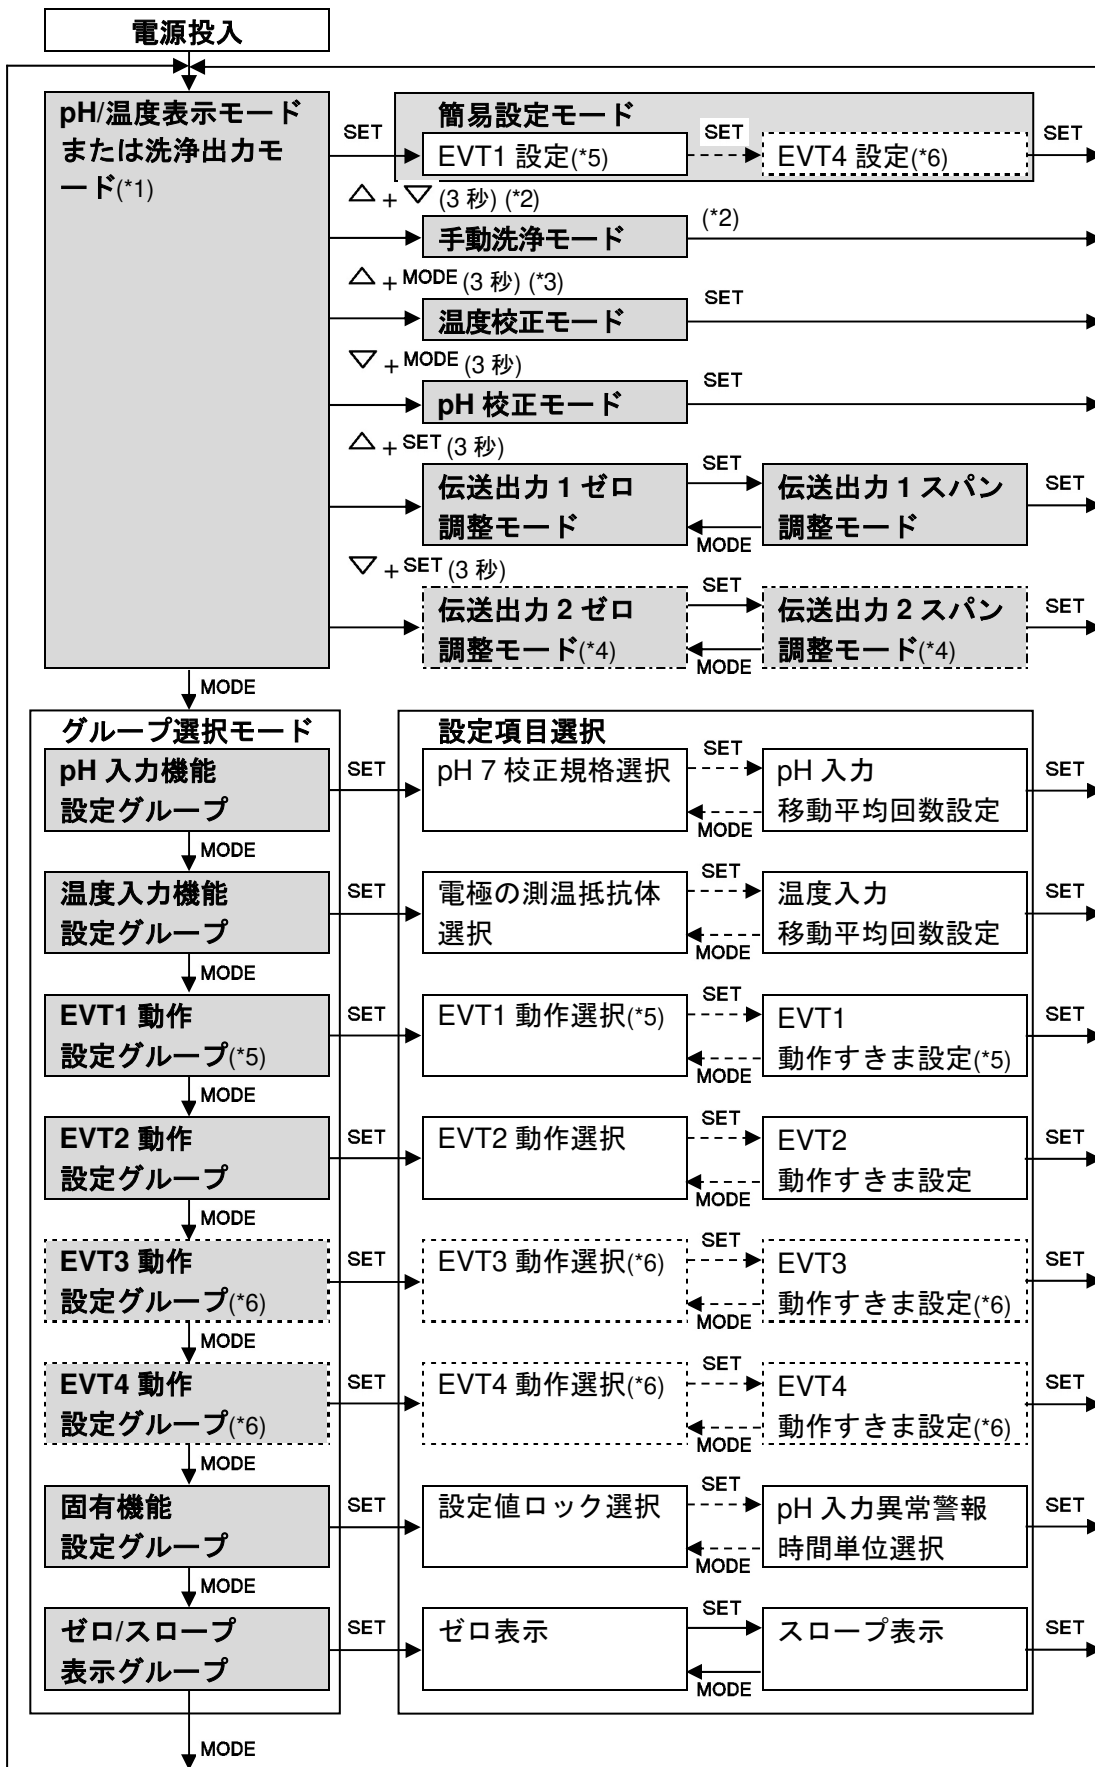 電源投入
pH/温度表示モード
または洗浄出力モ
ード(*1)
SET
簡易設定モード
EVT1 設定(*5)
SET
EVT4 設定(*6)
SET
△ + ▽ (3 秒) (*2)
手動洗浄モード
(*2)
△ + MODE (3 秒) (*3)
温度校正モード
SET
▽ + MODE (3 秒)
pH 校正モード
SET
△ + SET (3 秒)
伝送出力 1 ゼロ
調整モード
SET
MODE
伝送出力 1 スパン
調整モード
SET
▽ + SET (3 秒)
伝送出力 2 ゼロ
調整モード(*4)
SET
MODE
伝送出力 2 スパン
調整モード(*4)
SET
MODE
グループ選択モード
設定項目選択
pH 入力機能
設定グループ
SET
pH 7 校正規格選択
SET
MODE
pH 入力
移動平均回数設定
SET
MODE
温度入力機能
設定グループ
SET
電極の測温抵抗体
選択
SET
MODE
温度入力
移動平均回数設定
SET
MODE
EVT1 動作
設定グループ(*5)
SET
EVT1 動作選択(*5)
SET
MODE
EVT1
動作すきま設定(*5)
SET
MODE
EVT2 動作
設定グループ
SET
EVT2 動作選択
SET
MODE
EVT2
動作すきま設定
SET
MODE
EVT3 動作
設定グループ(*6)
SET
EVT3 動作選択(*6)
SET
MODE
EVT3
動作すきま設定(*6)
SET
MODE
EVT4 動作
設定グループ(*6)
SET
EVT4 動作選択(*6)
SET
MODE
EVT4
動作すきま設定(*6)
SET
MODE
固有機能
設定グループ
SET
設定値ロック選択
SET
MODE
pH 入力異常警報
時間単位選択
SET
MODE
ゼロ/スロープ
表示グループ
SET
ゼロ表示
SET
MODE
スロープ表示
SET
MODE